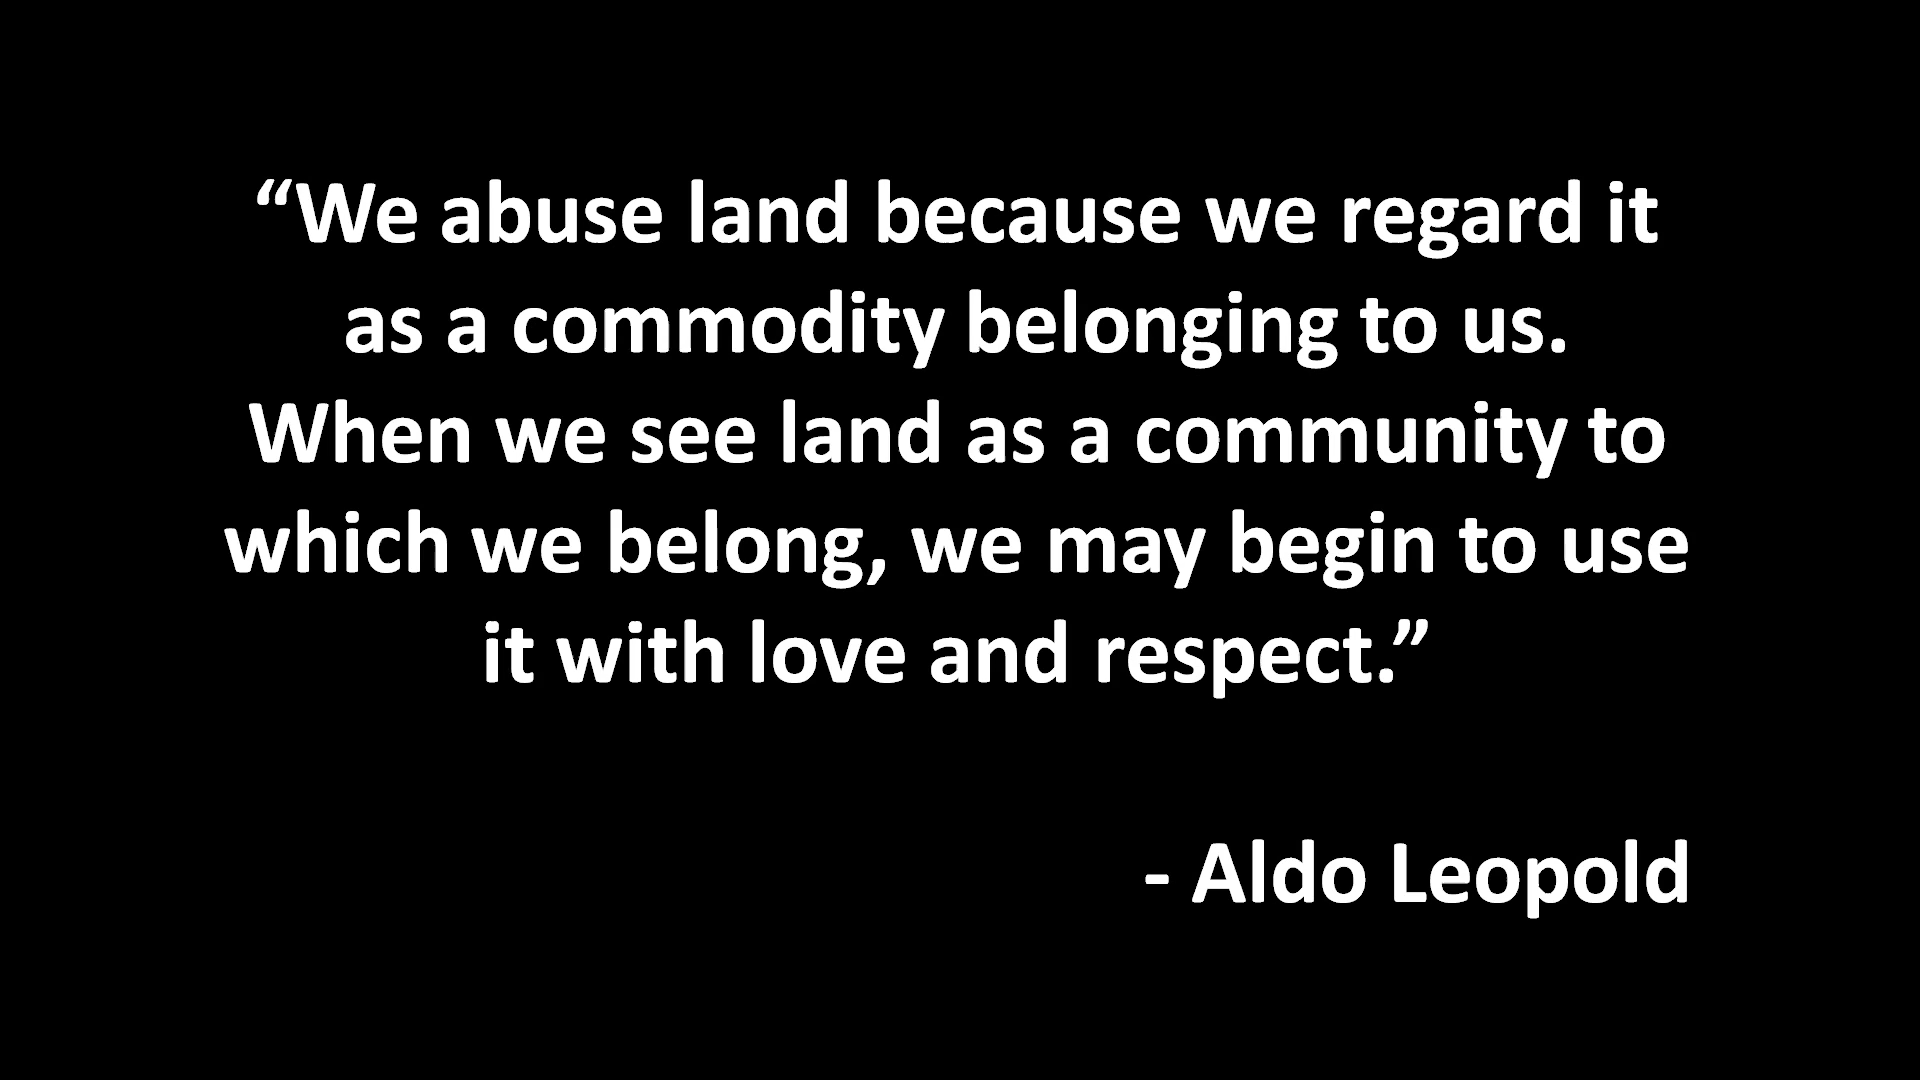 “We abuse land because we regard it
as a commodity belonging to us.
When we see land as a community to
which we belong, we may begin to use
it with love and respect.”
- Aldo Leopold